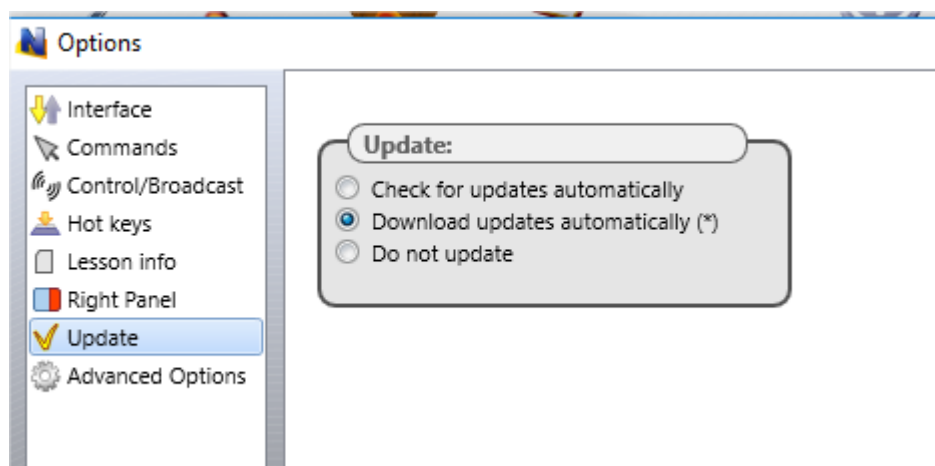 Options
Interface
Commands
Control/Broadcast
Hot keys
Lesson info
Right Panel
Update
Advanced Options
Update:
Check for updates automatically
Download updates automatically (*)
Do not update